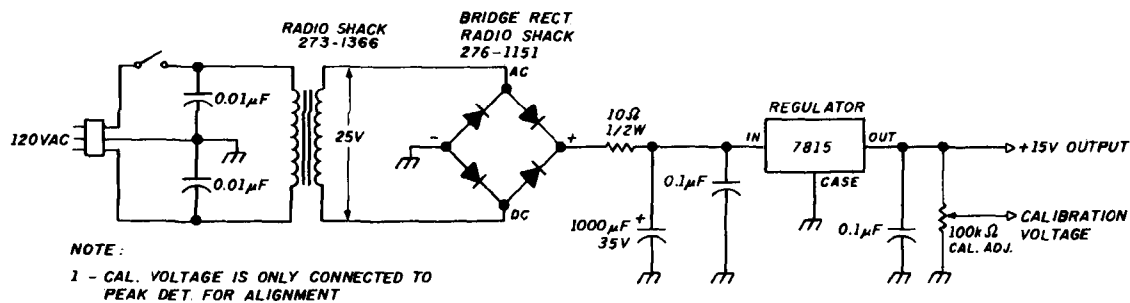 RADIO SHACK
273-1366
BRIDGE RECT
RADIO SHACK
276-1151
AC
0.01µF
120VAC
25V
0.01µF
-
+
DC
10Ω
1/2W
REGULATOR
IN
7815
OUT
CASE
+15V OUTPUT
0.1µF
+
1000µF
35V
0.1µF
100kΩ
CAL. ADJ.
CALIBRATION
VOLTAGE
NOTE:
1 - CAL. VOLTAGE IS ONLY CONNECTED TO
PEAK DET. FOR ALIGNMENT